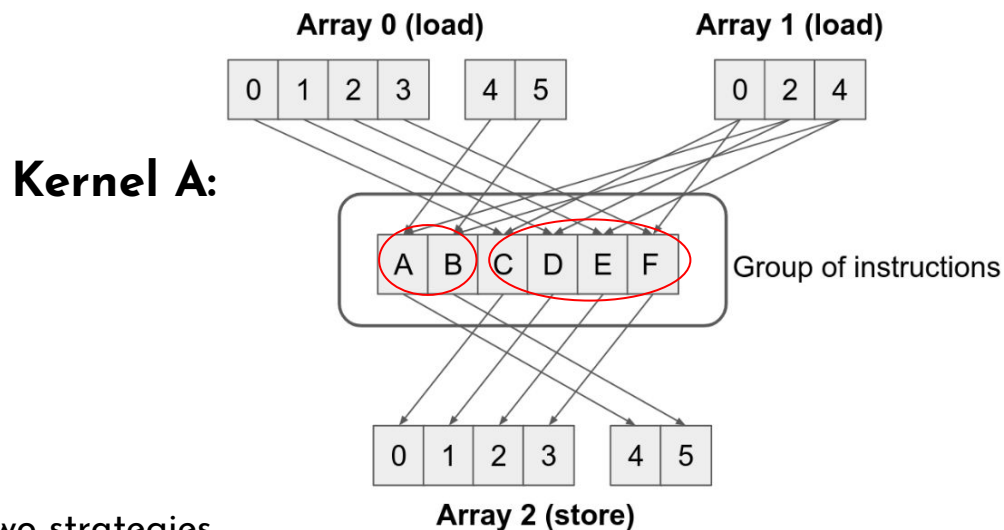 Array 0 (load)
Array 1 (load)
0 1 2 3 4 5
0 2 4
Kernel A:
A B C D E F
Group of instructions
0 1 2 3 4 5
Array 2 (store)
strategies